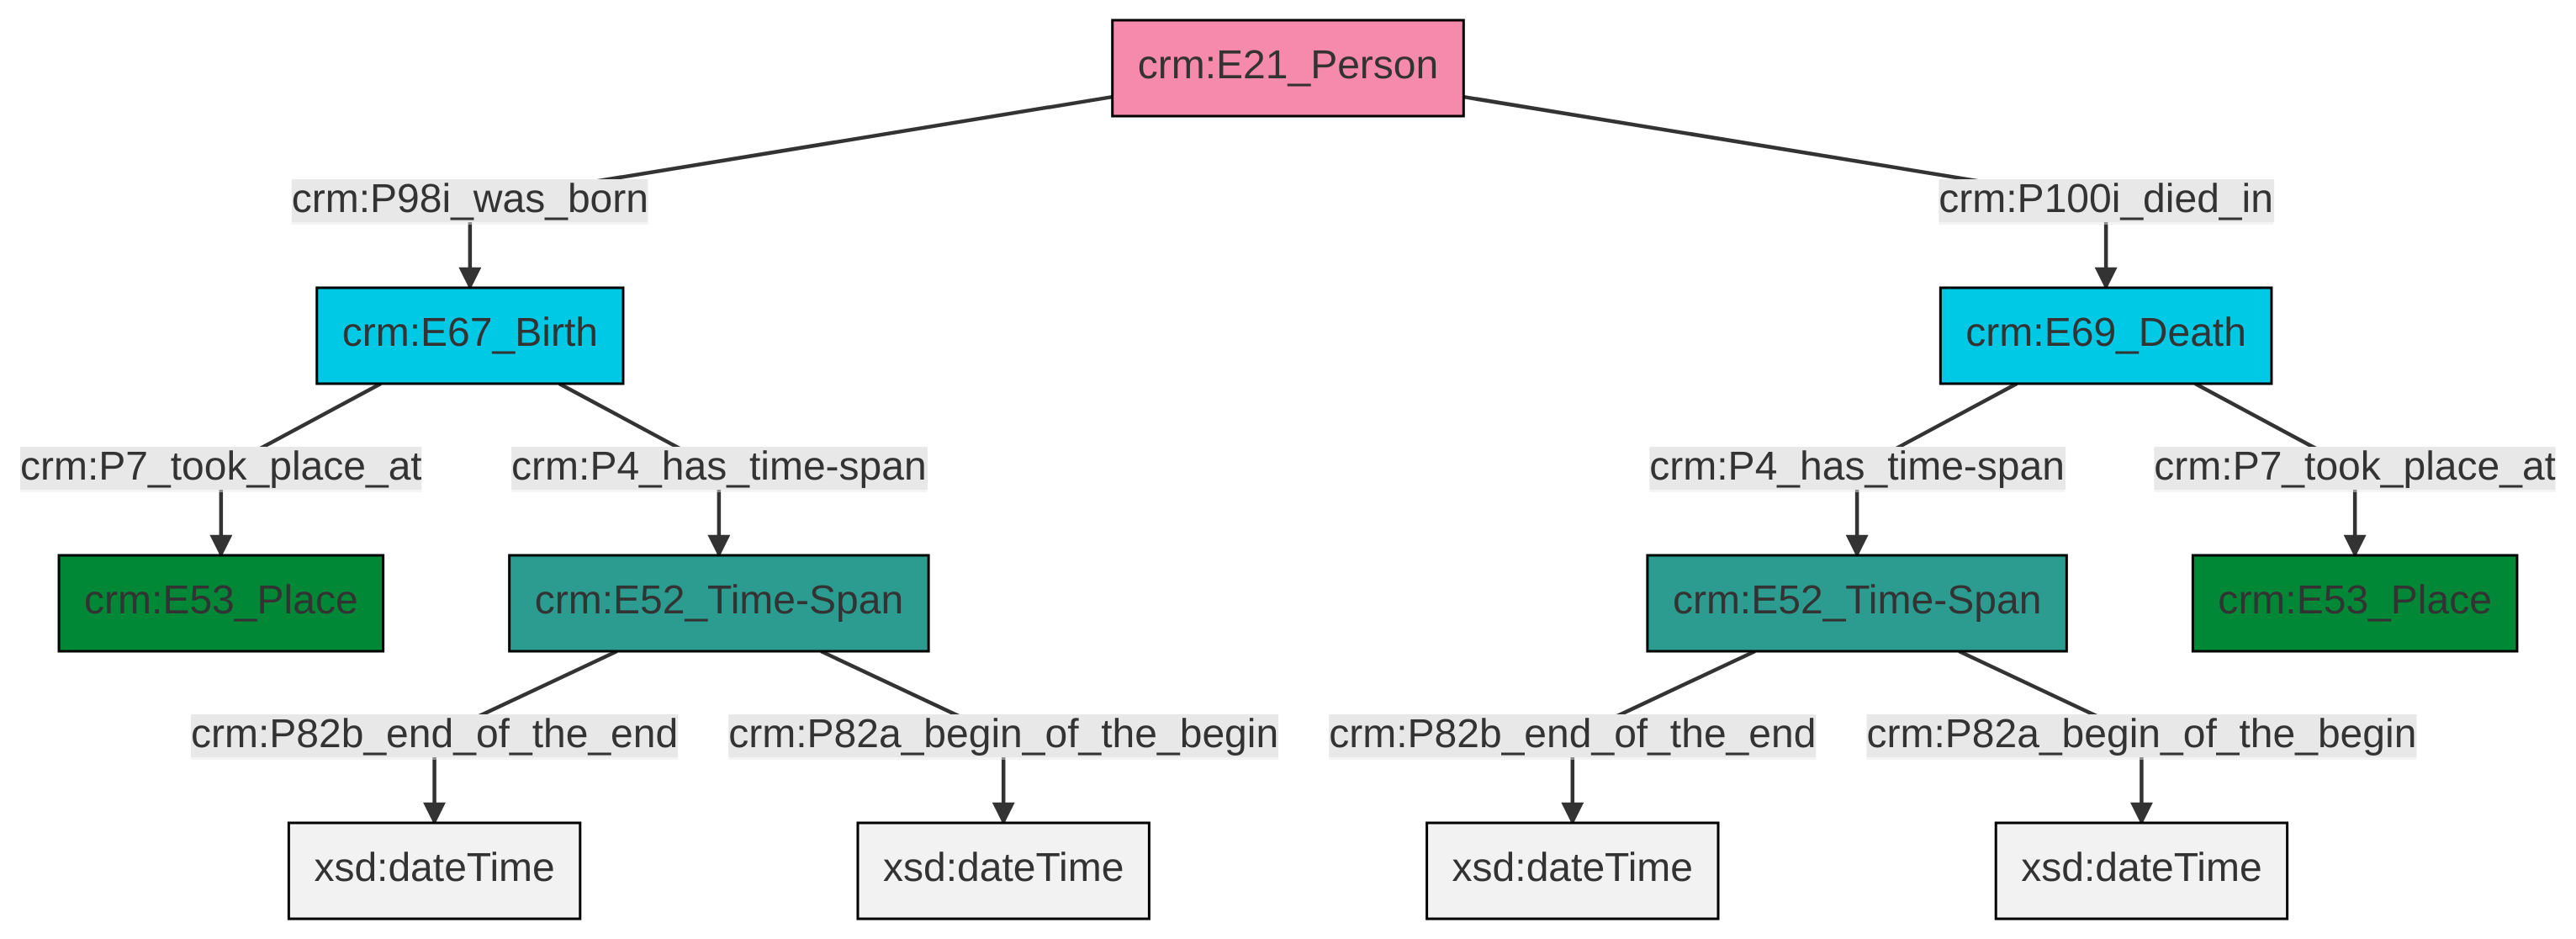 crm:E21_Person
crm:P98i_was_born
crm:P100i_died_in
crm:E67_Birth
crm:E69_Death
crm:P7_took_place_at
crm:P4_has_time-span
crm:P4_has_time-span
crm:P7_took_place_at
crm:E53_Place
crm:E52_Time-Span
crm:E52_Time-Span
crm:E53_Place
crm:P82b_end_of_the_end
crm:P82a_begin_of_the_begin
crm:P82b_end_of_the_end
crm:P82a_begin_of_the_begin
xsd:dateTime
xsd:dateTime
xsd:dateTime
xsd:dateTime